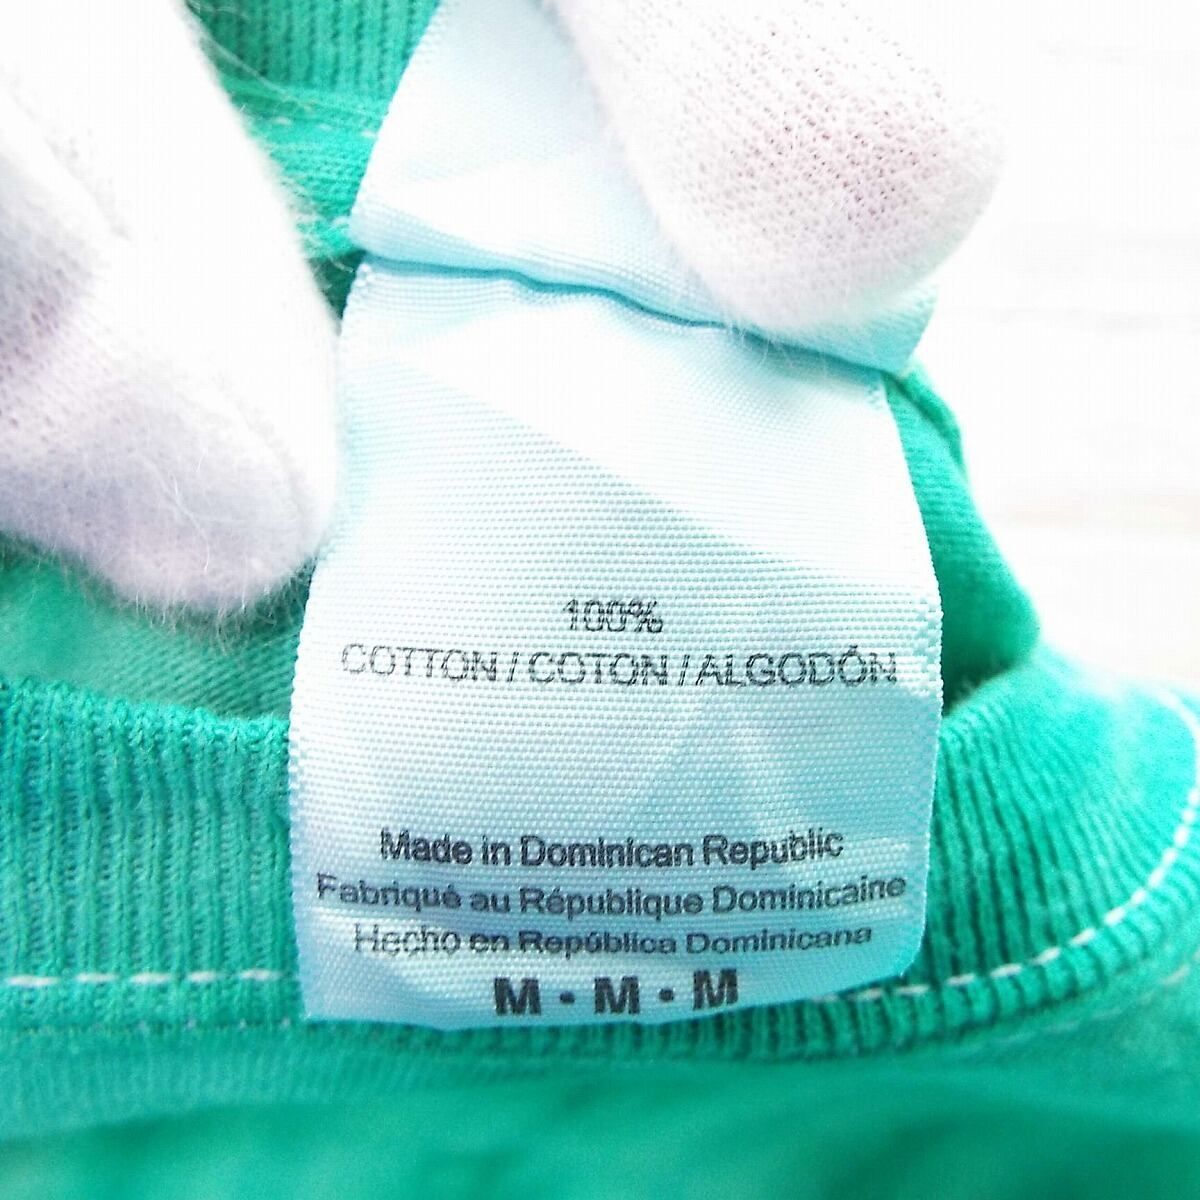 100%
COTTON / COTON / ALGODÓN
Made in Dominican Republic
Fabriqué au République Dominicaine
Hecho en República Dominicana
M • M • M